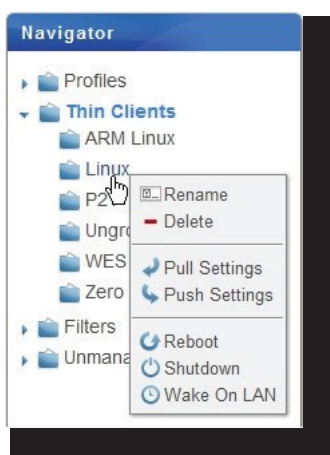 Navigator
Profiles
Thin Clients
ARM Linux
Linux
P2
Ungro
WES
Zero
Filters
Unmana
Rename
Delete
Pull Settings
Push Settings
Reboot
Shutdown
Wake On LAN